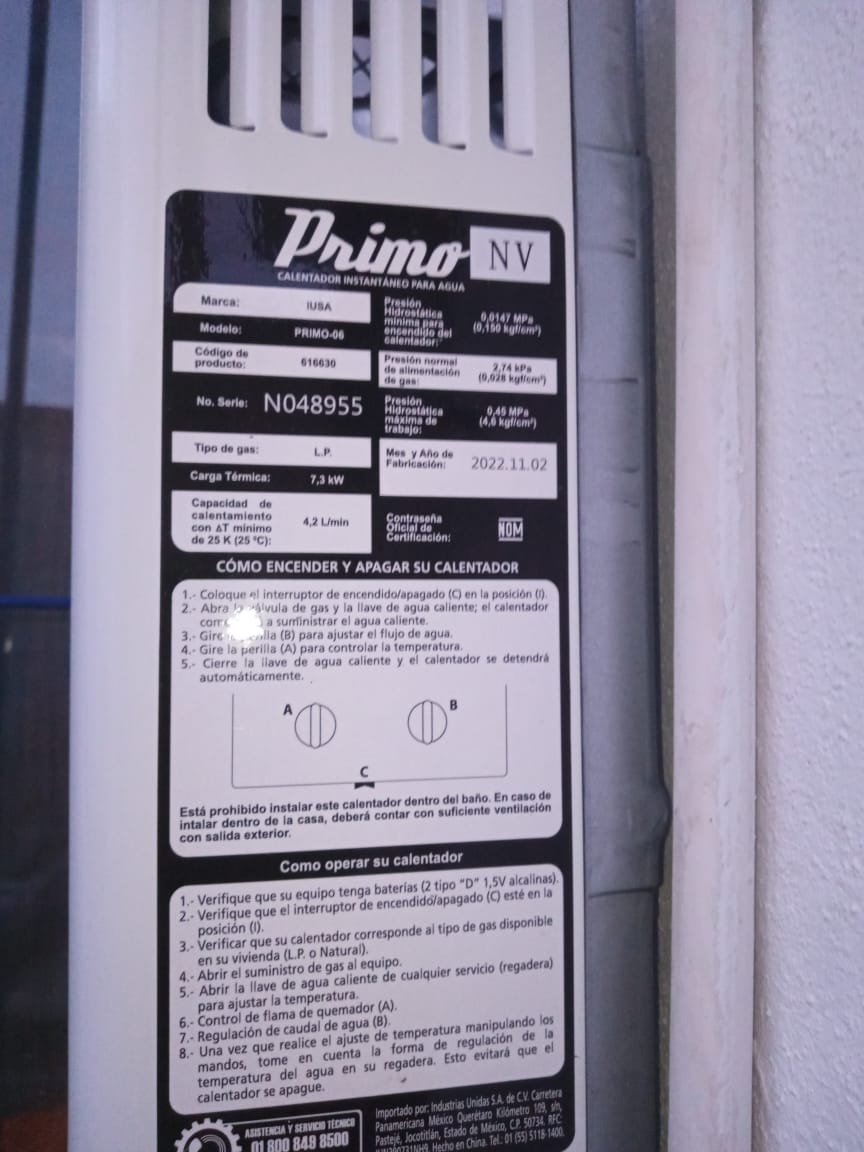 Primo NV
CALENTADOR INSTANTÁNEO PARA AGUA
Marca: IUSA
Modelo: PRIMO-06
Código de
producto: 616630
No. Serie: N048955
Tipo de gas: L.P.
Carga Térmica: 7,3 kW
Capacidad de
calentamiento
con ΔT mínimo
de 25 K (25 °C): 4,2 L/min
Presión
Hidrostática
mínima para
encendido del
calentador: 0,0147 MPa
(0,150 kgf/cm²)
Presión normal
de alimentación
de gas: 2,74 kPa
(0,028 kgf/cm²)
Presión
Hidrostática
máxima de
trabajo: 0,45 MPa
(4,6 kgf/cm²)
Mes y Año de
Fabricación: 2022.11.02
Contraseña
Oficial de
Certificación: NOM
CÓMO ENCENDER Y APAGAR SU CALENTADOR
1.- Coloque el interruptor de encendido/apagado (C) en la posición (I).
2.- Abra la válvula de gas y la llave de agua caliente; el calentador
a suministrar el agua caliente.
3.- Gire la perilla (B) para ajustar el flujo de agua.
4.- Gire la perilla (A) para controlar la temperatura.
5.- Cierre la llave de agua caliente y el calentador se detendrá
automáticamente.
A B
C
Está prohibido instalar este calentador dentro del baño. En caso de
intalar dentro de la casa, deberá contar con suficiente ventilación
con salida exterior.
Como operar su calentador
1.- Verifique que su equipo tenga baterías (2 tipo "D" 1,5V alcalinas).
2.- Verifique que el interruptor de encendido/apagado (C) esté en la
posición (I).
3.- Verificar que su calentador corresponde al tipo de gas disponible
en su vivienda (L.P. o Natural).
4.- Abrir el suministro de gas al equipo.
5.- Abrir la llave de agua caliente de cualquier servicio (regadera)
para ajustar la temperatura.
6.- Control de flama de quemador (A).
7.- Regulación de caudal de agua (B).
8.- Una vez que realice el ajuste de temperatura manipulando los
mandos, tome en cuenta la forma de regulación de la
temperatura del agua en su regadera. Esto evitará que el
calentador se apague.
ASISTENCIA Y SERVICIO TÉCNICO
01 800 849 8500
Importado por: Industrias Unidas S.A. de C.V. Carretera
Panamericana México Querétaro Kilómetro 109, s/n,
Pastejé, Jocotitlán, Estado de México, C.P. 50734. RFC:
Hecho en China. Tel.: 01 (55) 5118-1400.